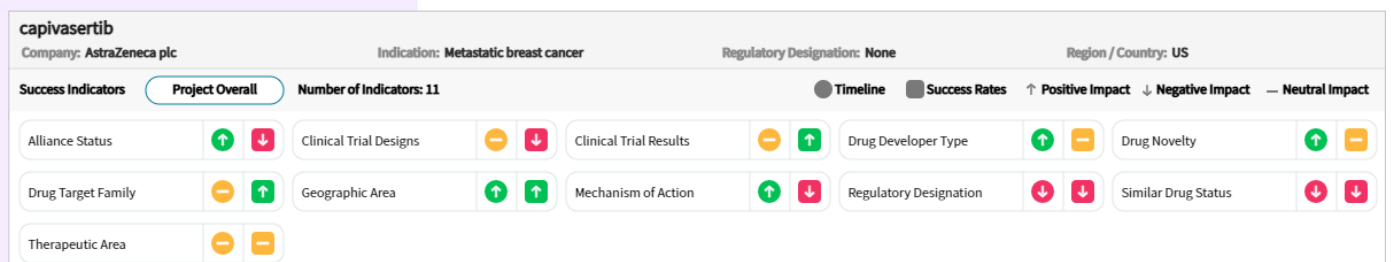 capivasertib
Company: AstraZeneca plc Indication: Metastatic breast cancer Regulatory Designation: None Region / Country: US
Success Indicators Project Overall Number of Indicators: 11 Timeline Success Rates ↑ Positive Impact ↓ Negative Impact — Neutral Impact
Alliance Status Clinical Trial Designs Clinical Trial Results Drug Developer Type Drug Novelty
Drug Target Family Geographic Area Mechanism of Action Regulatory Designation Similar Drug Status
Therapeutic Area